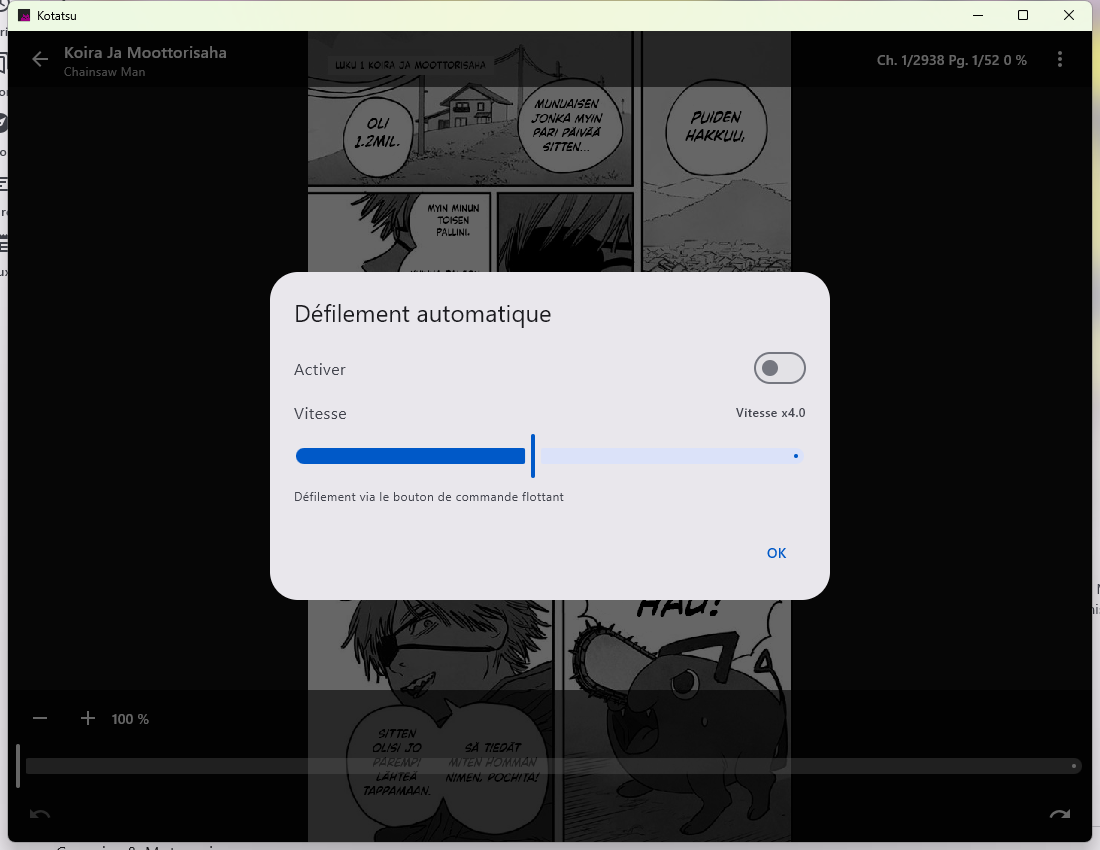 Kotatsu
Koira Ja Moottorisaha
Chainsaw Man
Ch. 1/2938 Pg. 1/52 0 %
LUKU 1 KOIRA JA MOOTTORISAHA
OLI
1.2MIL.
MUNUAISEN
JONKA MYIN
PARI PÄIVÄÄ
SITTEN...
PUIDEN
HAKKUU,
MYIN MINUN
TOISEN
PALLINI.
Défilement automatique
Activer
Vitesse
Vitesse x4.0
Défilement via le bouton de commande flottant
OK
HAU!
100 %
SITTEN
OLISI JO
PAREMPI
LÄHTEÄ
TAPPAMAAN.
SÄ TIEDÄT
MITEN HOMMAN
NIMEN, POCHITA!